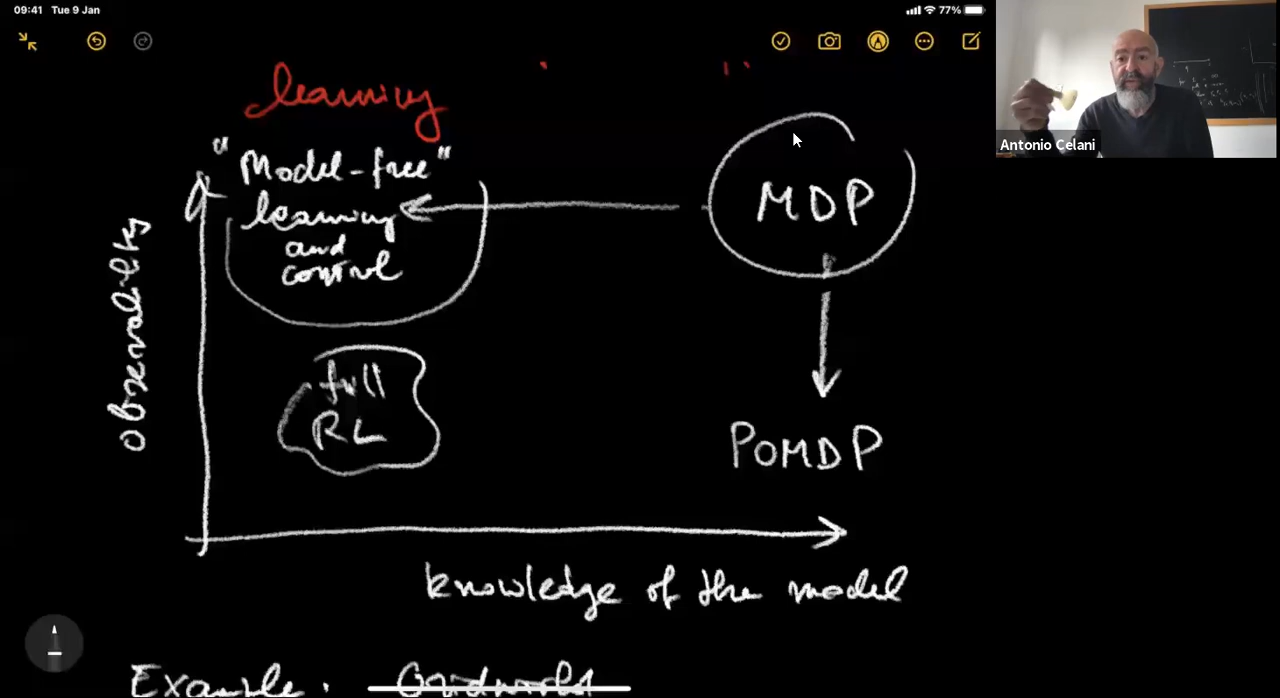 09:41 Tue 9 Jan
77%
learning
"Model-free"
learning
and
control
MDP
Antonio Celani
observability
full
RL
POMDP
knowledge of the model
Example. Gridworld